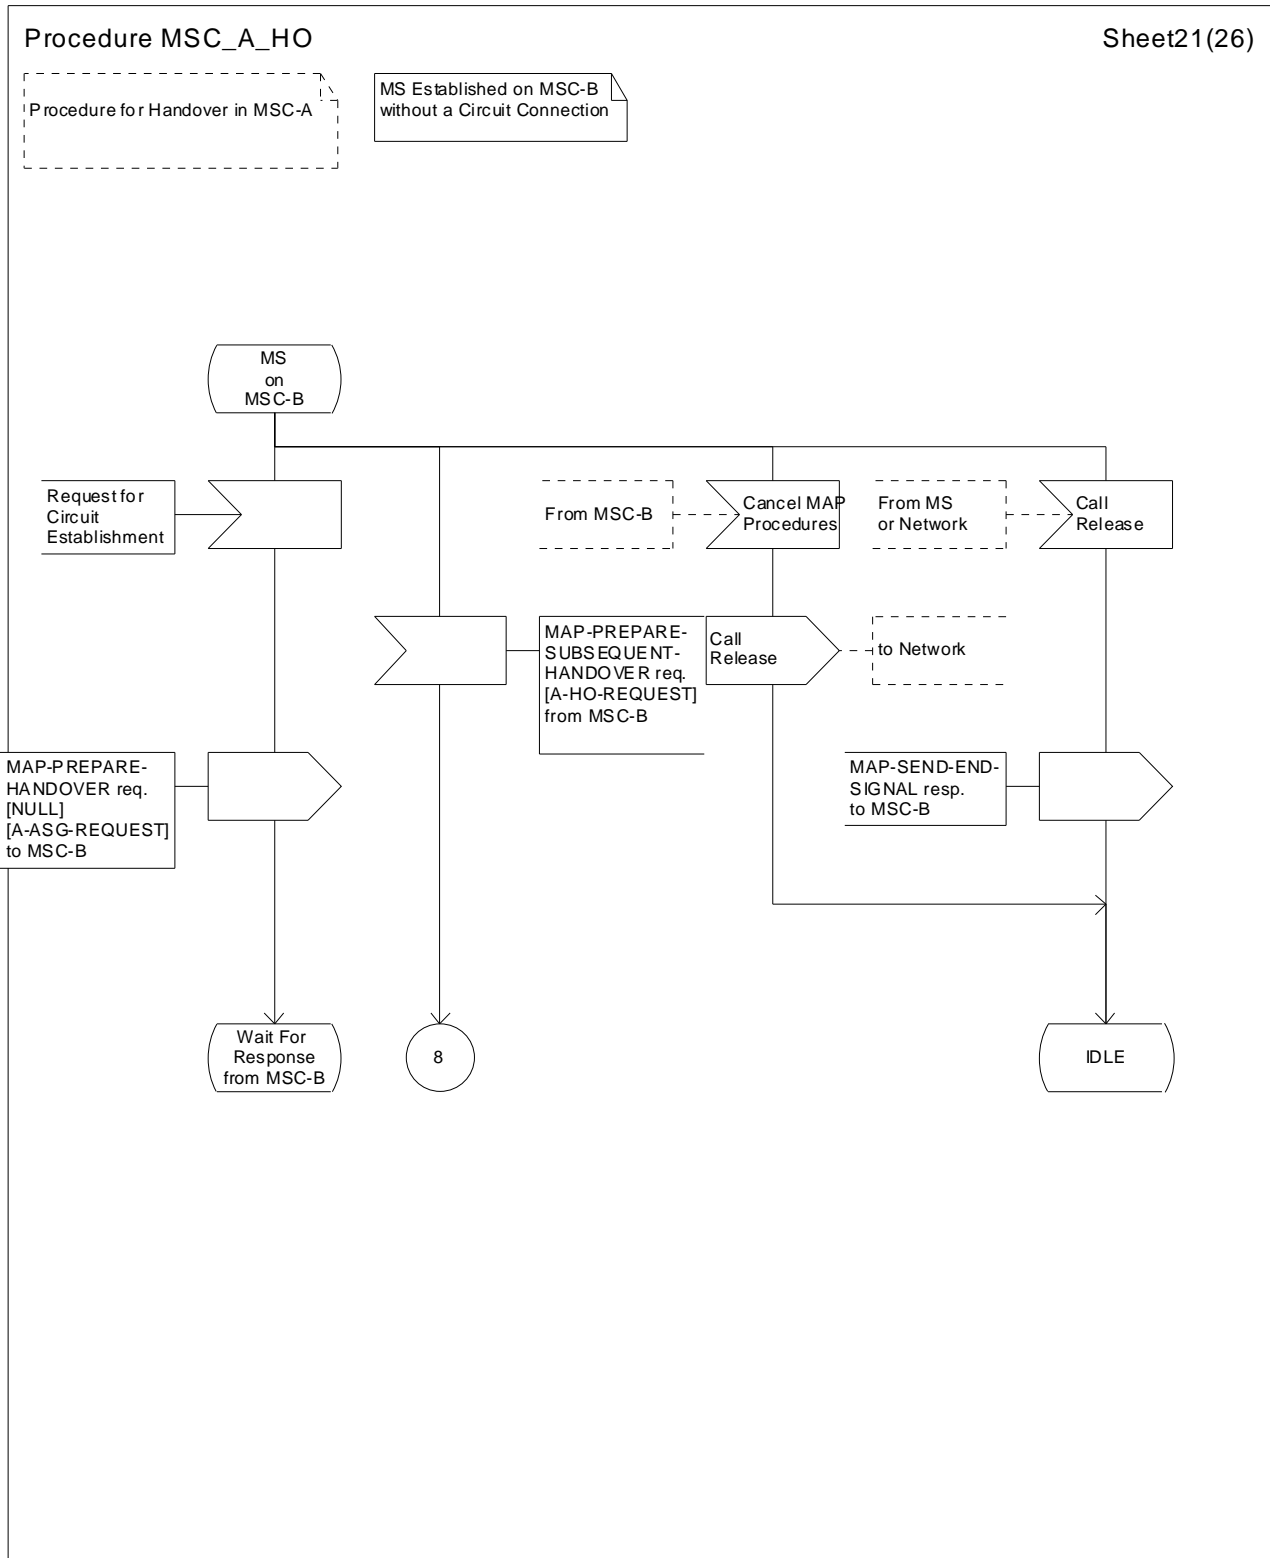 Procedure MSC_A_HO
Sheet21(26)
Procedure for Handover in MSC-A
MS Established on MSC-B
without a Circuit Connection
MS
on
MSC-B
Request for
Circuit
Establishment
From MSC-B
Cancel MAP
Procedures
From MS
or Network
Call
Release
MAP-PREPARE-
SUBSEQUENT-
HANDOVER req.
[A-HO-REQUEST]
from MSC-B
Call
Release
to Network
MAP-PREPARE-
HANDOVER req.
[NULL]
[A-ASG-REQUEST]
to MSC-B
MAP-SEND-END-
SIGNAL resp.
to MSC-B
Wait For
Response
from MSC-B
8
IDLE